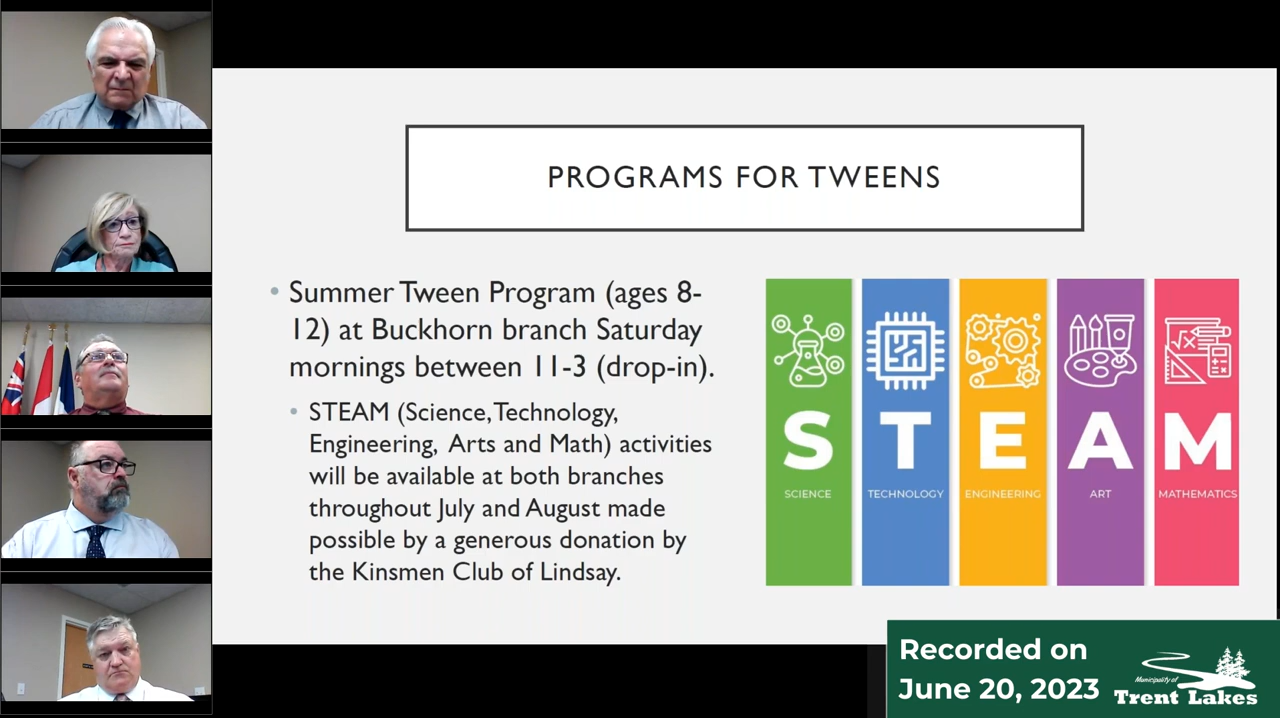 PROGRAMS FOR TWEENS
• Summer Tween Program (ages 8-
12) at Buckhorn branch Saturday
mornings between 11-3 (drop-in).
• STEAM (Science, Technology,
Engineering, Arts and Math) activities
will be available at both branches
throughout July and August made
possible by a generous donation by
the Kinsmen Club of Lindsay.
S T E A M
SCIENCE TECHNOLOGY ENGINEERING ART MATHEMATICS
Recorded on
June 20, 2023
Municipality of
Trent Lakes